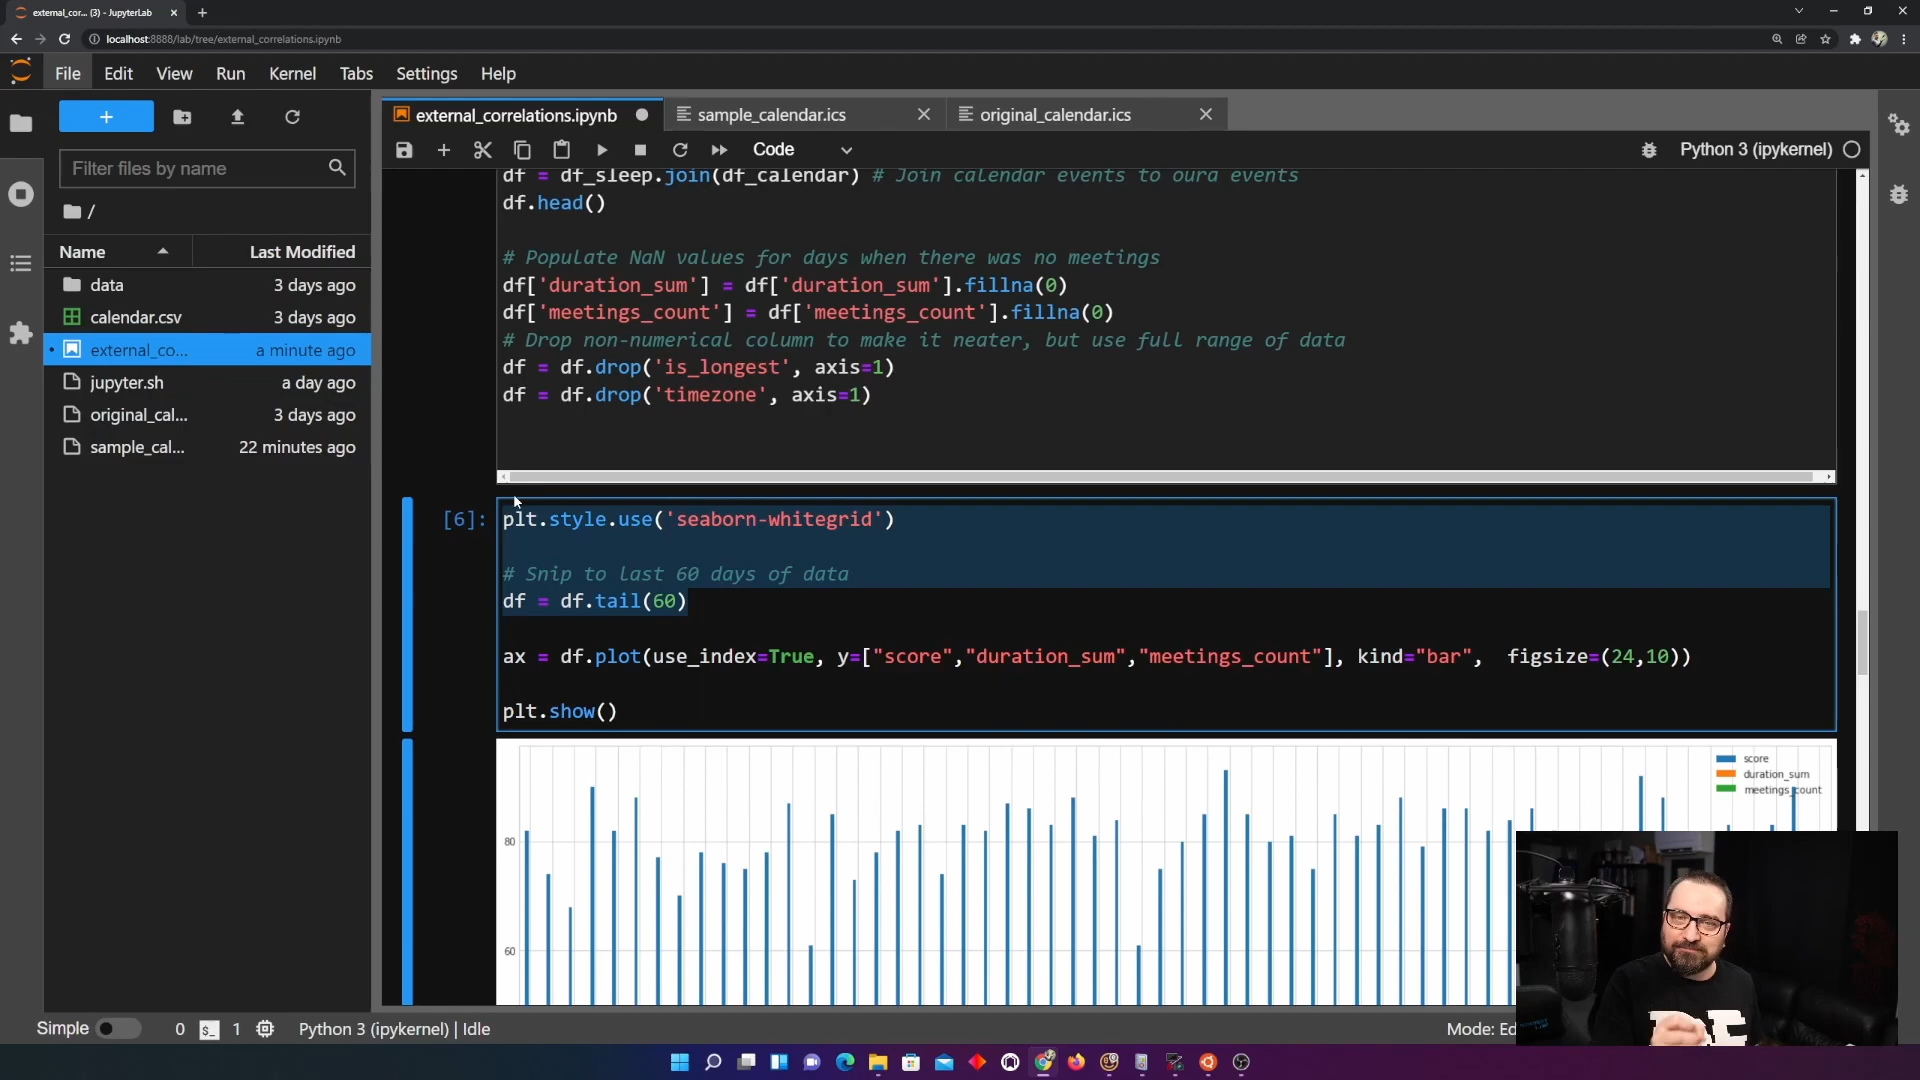 external_cor... (3) - JupyterLab
localhost:8888/lab/tree/external_correlations.ipynb
File Edit View Run Kernel Tabs Settings Help
external_correlations.ipynb
sample_calendar.ics
original_calendar.ics
Filter files by name
Code
Python 3 (ipykernel)
/
Name Last Modified
data 3 days ago
calendar.csv 3 days ago
external_co... a minute ago
jupyter.sh a day ago
original_cal... 3 days ago
sample_cal... 22 minutes ago
df = df_sleep.join(df_calendar) # Join calendar events to oura events
df.head()
# Populate NaN values for days when there was no meetings
df['duration_sum'] = df['duration_sum'].fillna(0)
df['meetings_count'] = df['meetings_count'].fillna(0)
# Drop non-numerical column to make it neater, but use full range of data
df = df.drop('is_longest', axis=1)
df = df.drop('timezone', axis=1)
[6]:
plt.style.use('seaborn-whitegrid')
# Snip to last 60 days of data
df = df.tail(60)
ax = df.plot(use_index=True, y=["score","duration_sum","meetings_count"], kind="bar",  figsize=(24,10))
plt.show()
score
duration_sum
meetings_count
80
60
Simple 0 1 Python 3 (ipykernel) | Idle
Mode: Ed